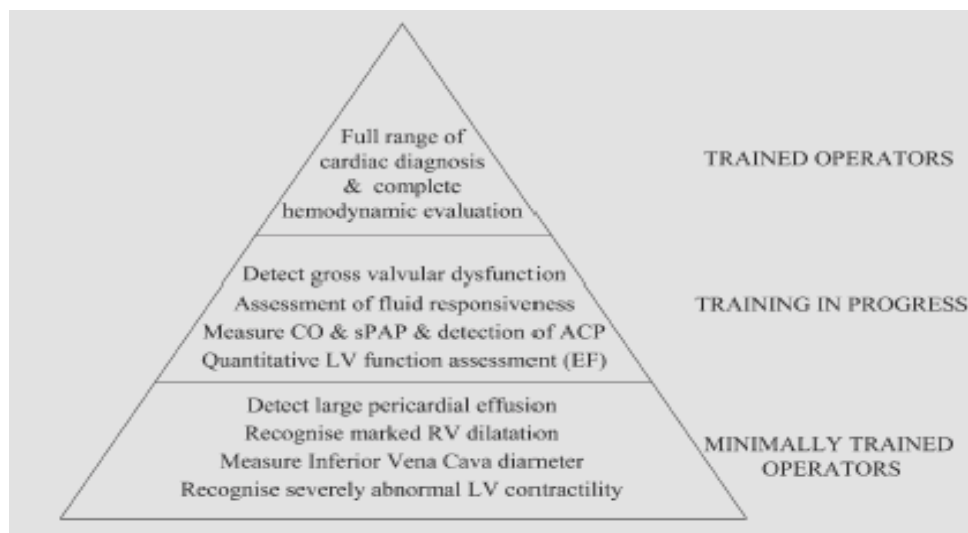 Full range of
cardiac diagnosis
& complete
hemodynamic evaluation
TRAINED OPERATORS
Detect gross valvular dysfunction
Assessment of fluid responsiveness
Measure CO & sPAP & detection of ACP
Quantitative LV function assessment (EF)
TRAINING IN PROGRESS
Detect large pericardial effusion
Recognise marked RV dilatation
Measure Inferior Vena Cava diameter
Recognise severely abnormal LV contractility
MINIMALLY TRAINED
OPERATORS